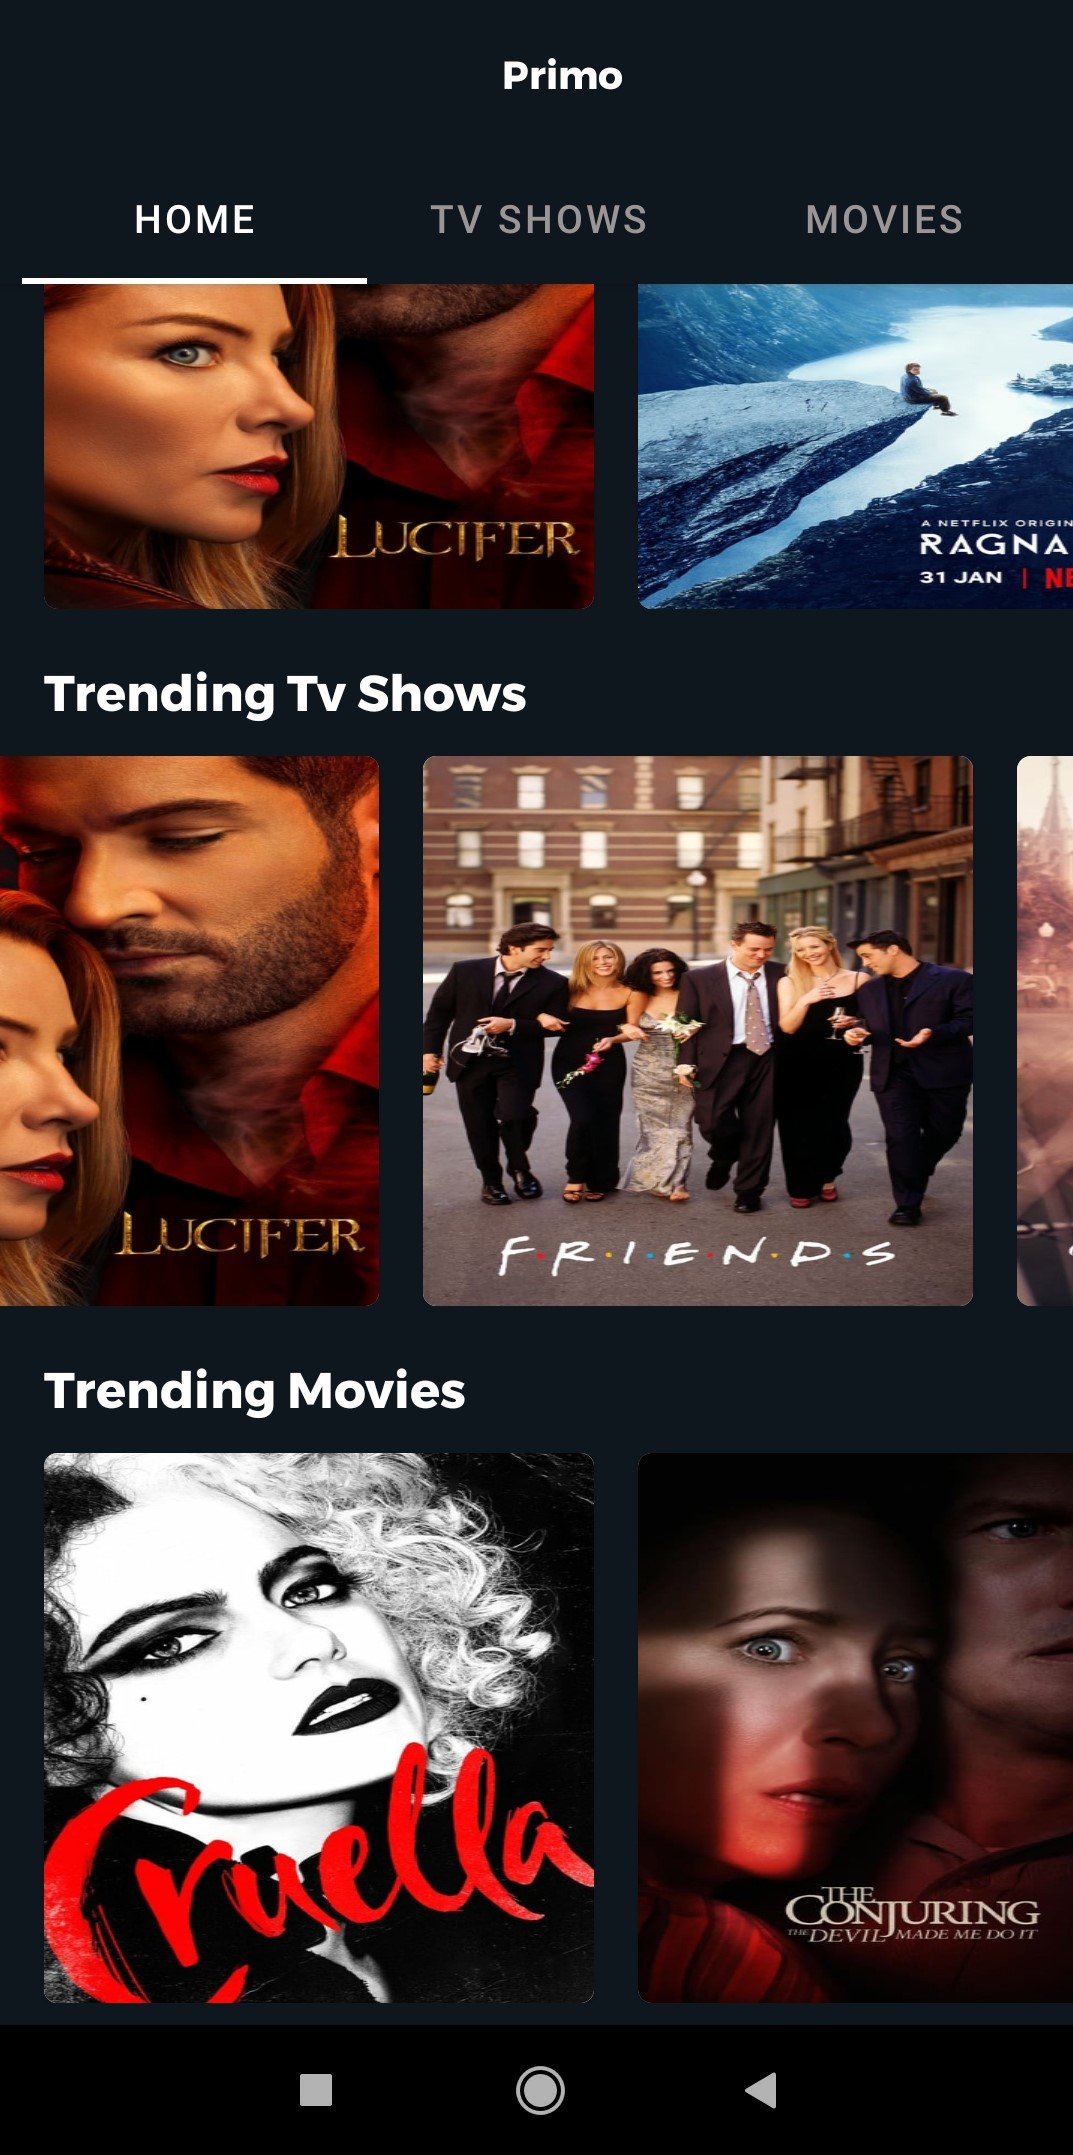 Primo
HOME
TV SHOWS
MOVIES
LUCIFER
A NETFLIX ORIGIN
RAGNA
31 JAN | NE
Trending Tv Shows
LUCIFER
F·R·I·E·N·D·S
Trending Movies
Cruella
THE
CONJURING
THE DEVIL MADE ME DO IT